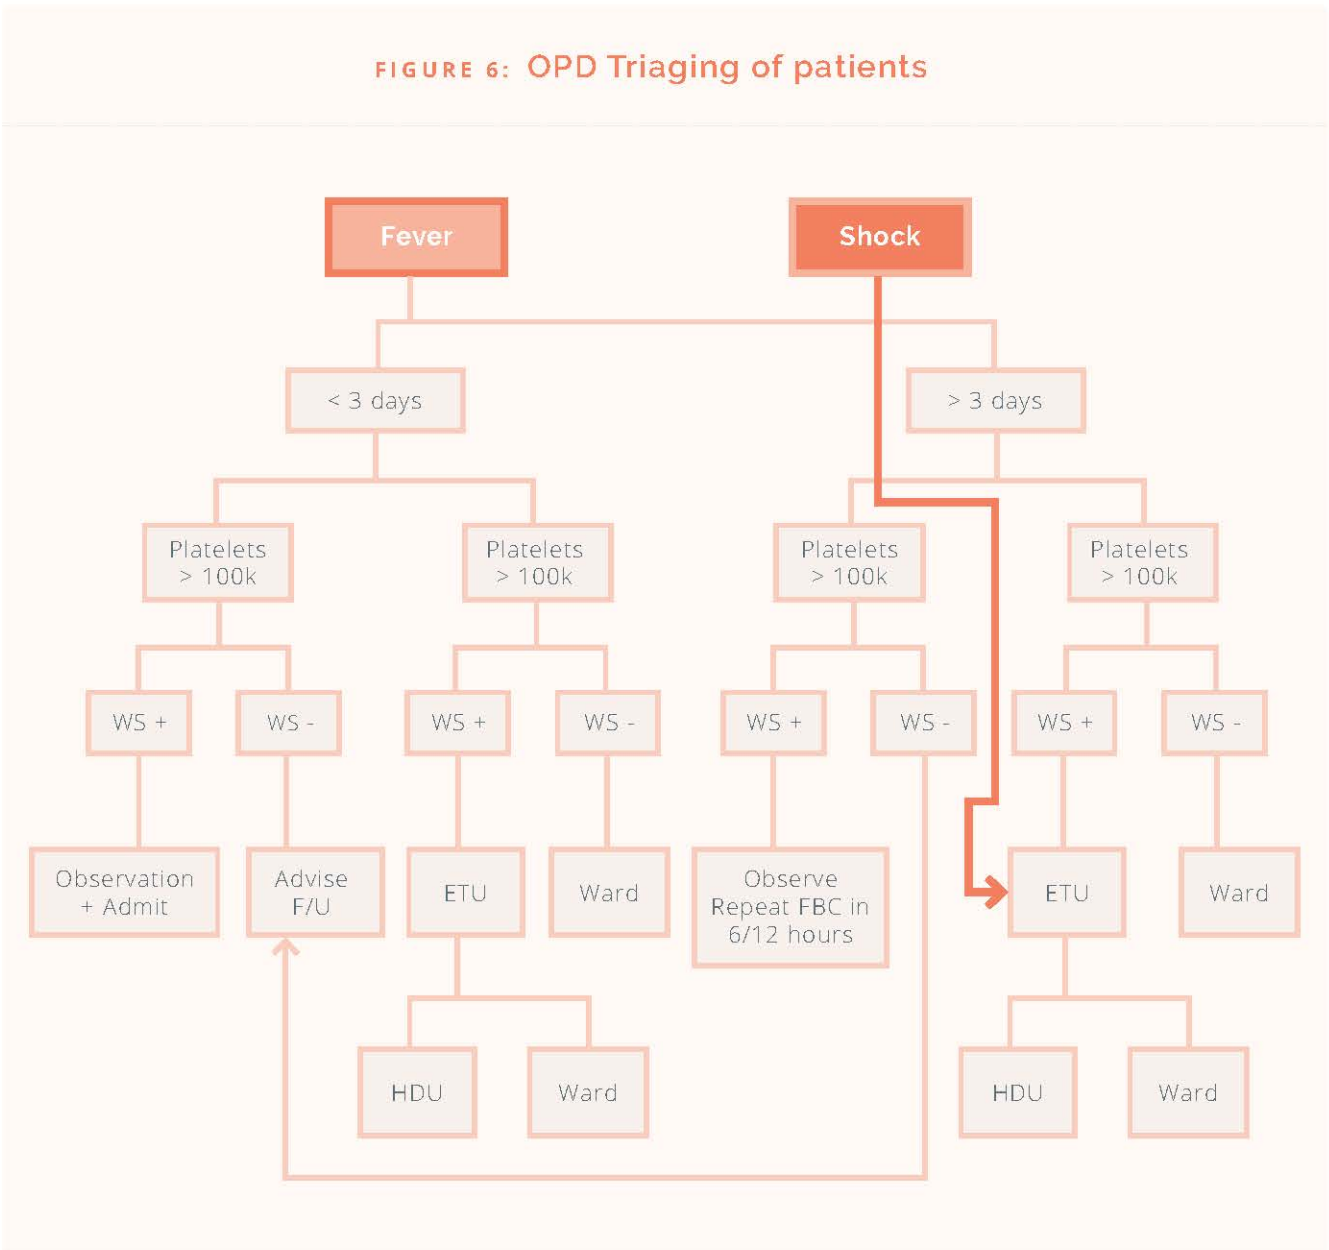 FIGURE 6: OPD Triaging of patients
Fever
Shock
< 3 days
> 3 days
Platelets
> 100k
Platelets
> 100k
Platelets
> 100k
Platelets
> 100k
WS +
WS -
WS +
WS -
WS +
WS -
WS +
WS -
Observation
+ Admit
Advise
F/U
ETU
Ward
Observe
Repeat FBC in
6/12 hours
ETU
Ward
HDU
Ward
HDU
Ward